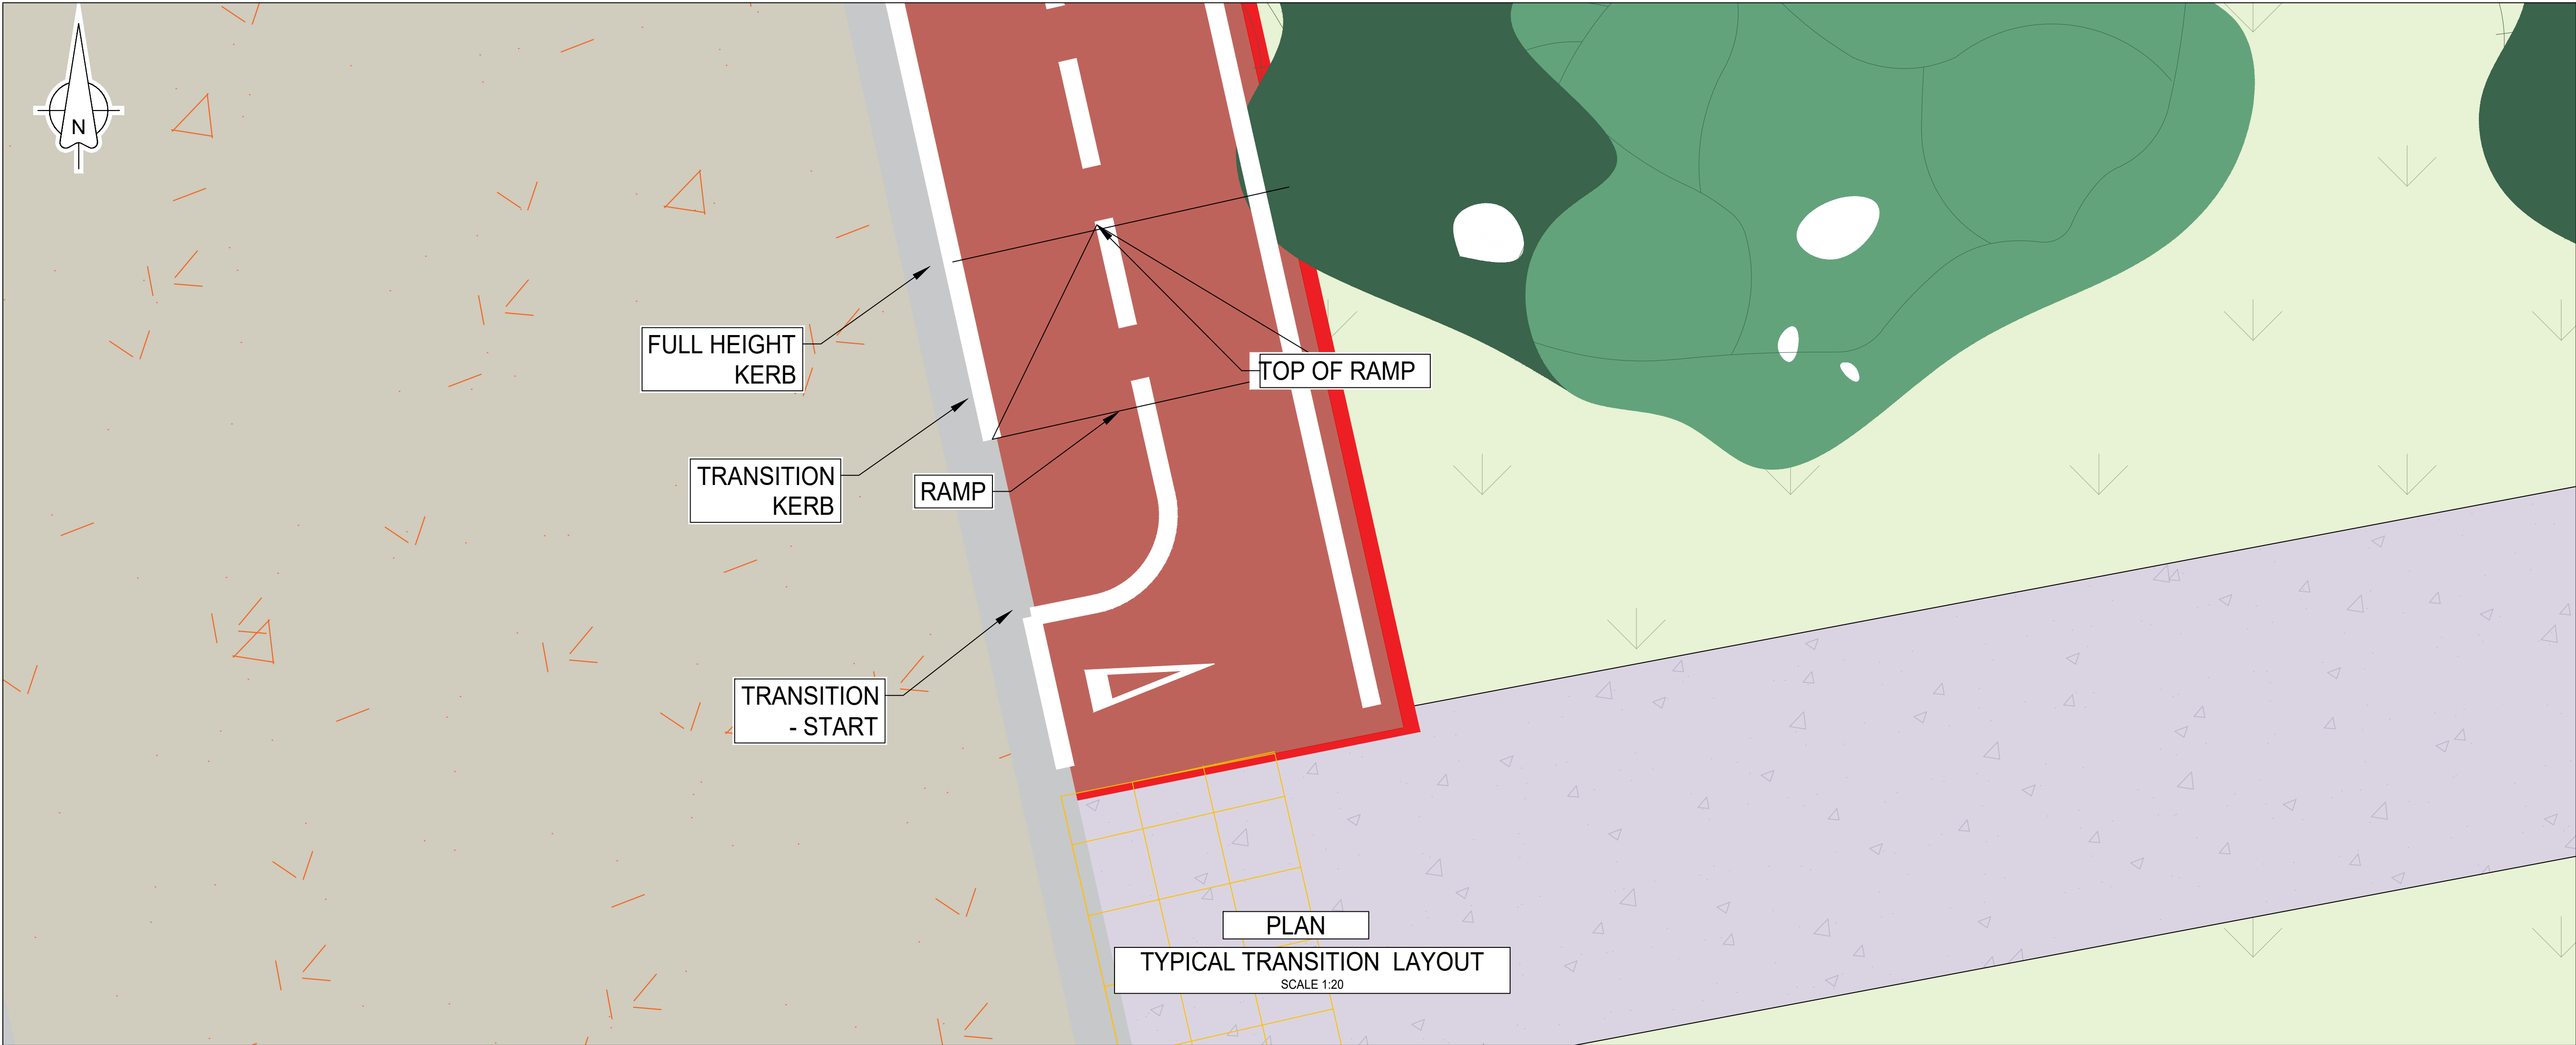 N
FULL HEIGHT
KERB
TOP OF RAMP
TRANSITION
KERB
RAMP
TRANSITION
- START
PLAN
TYPICAL TRANSITION LAYOUT
SCALE 1:20